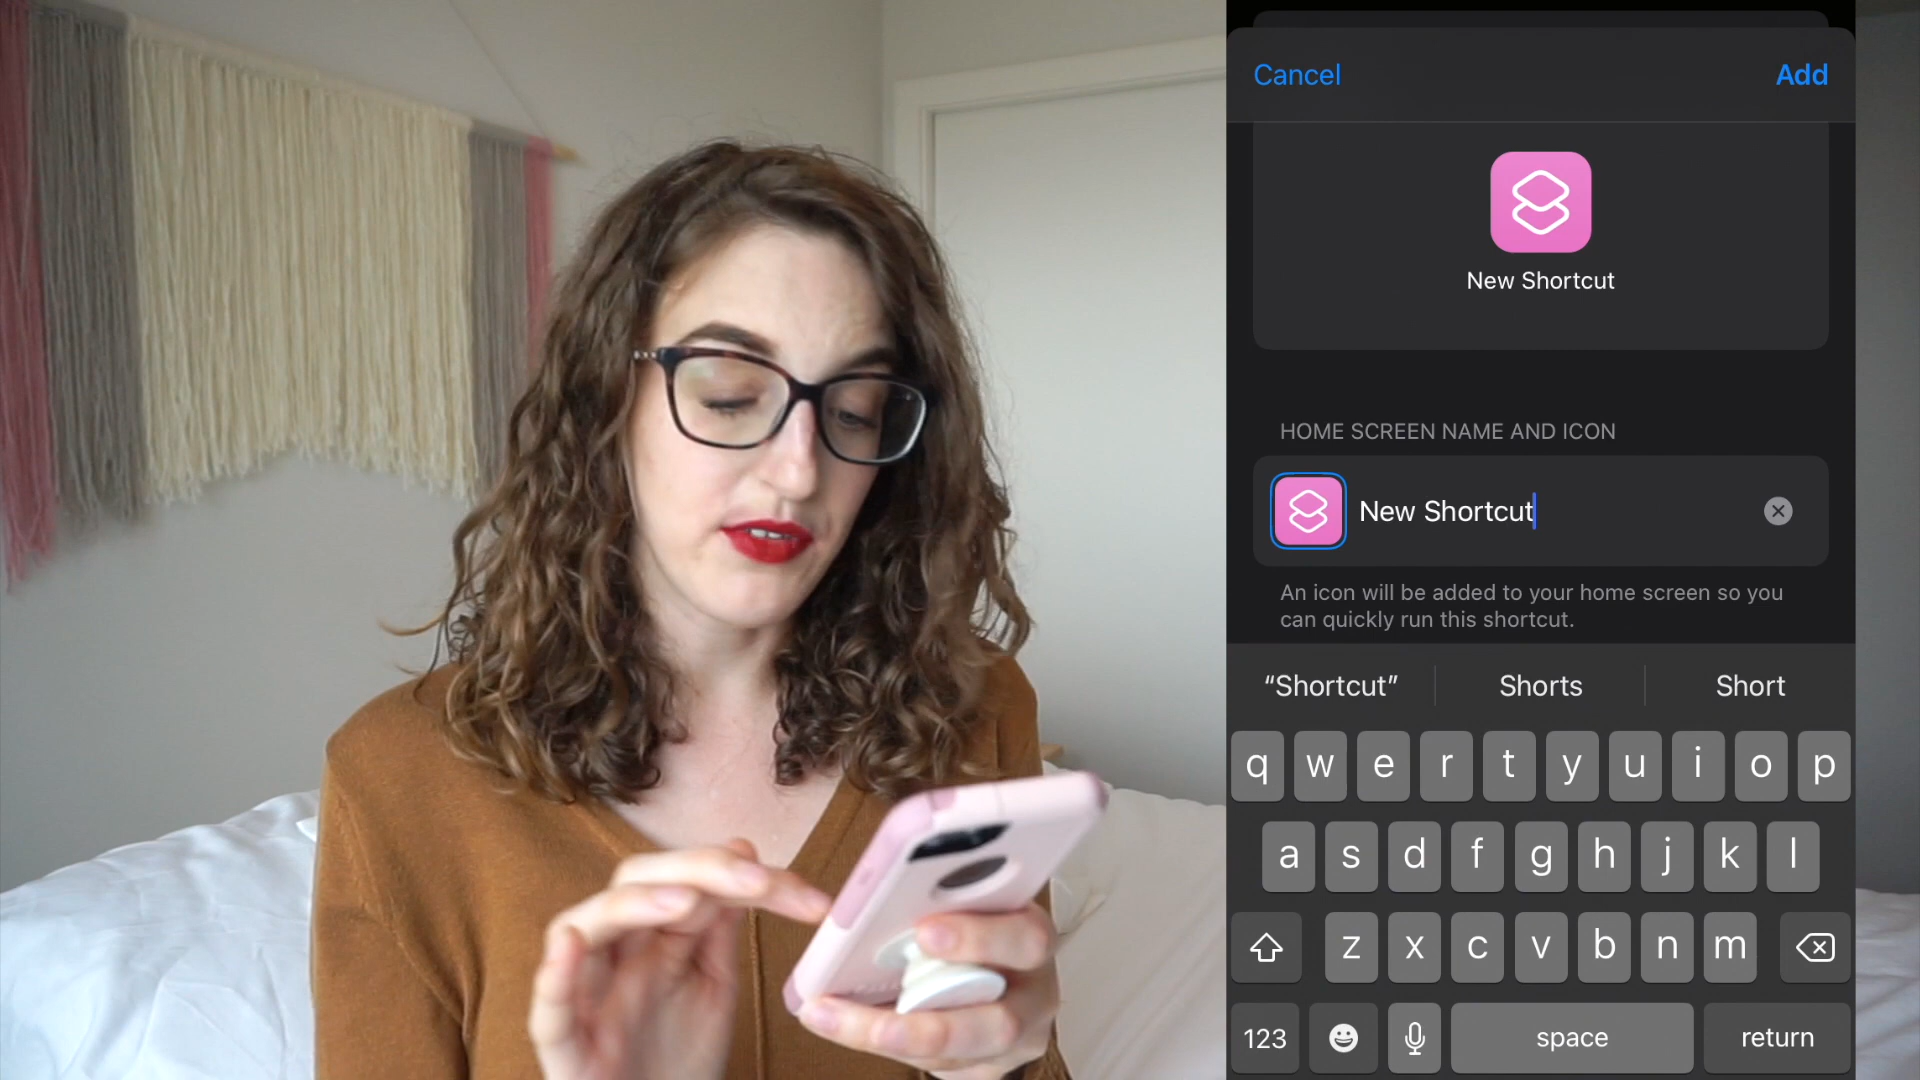 Cancel
Add
New Shortcut
HOME SCREEN NAME AND ICON
New Shortcut
An icon will be added to your home screen so you
can quickly run this shortcut.
“Shortcut”
Shorts
Short
q w e r t y u i o p
a s d f g h j k l
z x c v b n m
123
space
return